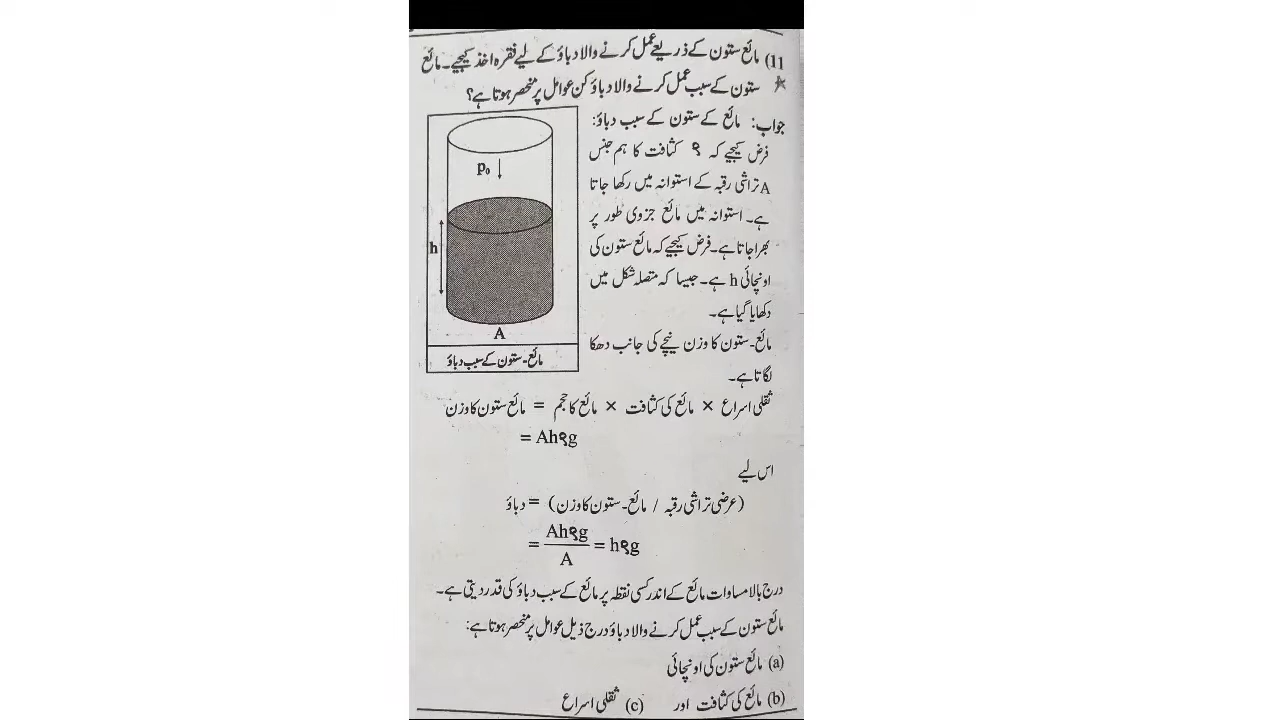 (11 مائع ستون کے ذریعے عمل کرنے والا دباؤ کے لیے فقرہ اخذ کیجیے۔ مائع
ستون کے سبب عمل کرنے والا دباؤ کن عوامل پر منحصر ہوتا ہے؟
جواب: مائع کے ستون کے سبب دباؤ:
فرض کیجیے کہ ९ کثافت کا ہم جنس
A تراشی رقبہ کے استوانہ میں رکھا جاتا
ہے۔ استوانہ میں مائع جزوی طور پر
بھرا جاتا ہے۔ فرض کیجیے کہ مائع ستون کی
اونچائی h ہے۔ جیسا کہ متصلہ شکل میں
دکھایا گیا ہے۔
p₀
h
A
مائع-ستون کے سبب دباؤ
مائع-ستون کا وزن نیچے کی جانب دھکا
لگاتا ہے۔
ثقلی اسراع × مائع کی کثافت × مائع کا حجم = مائع ستون کا وزن
= Ah९g
اس لیے
(عرضی تراشی رقبہ / مائع-ستون کا وزن) = دباؤ
= Ah९g / A = h९g
درج بالا مساوات مائع کے اندر کسی نقطہ پر مائع کے سبب دباؤ کی قدر دیتی ہے۔
مائع ستون کے سبب عمل کرنے والا دباؤ درج ذیل عوامل پر منحصر ہوتا ہے:
(a) مائع ستون کی اونچائی
(b) مائع کی کثافت اور (c) ثقلی اسراع